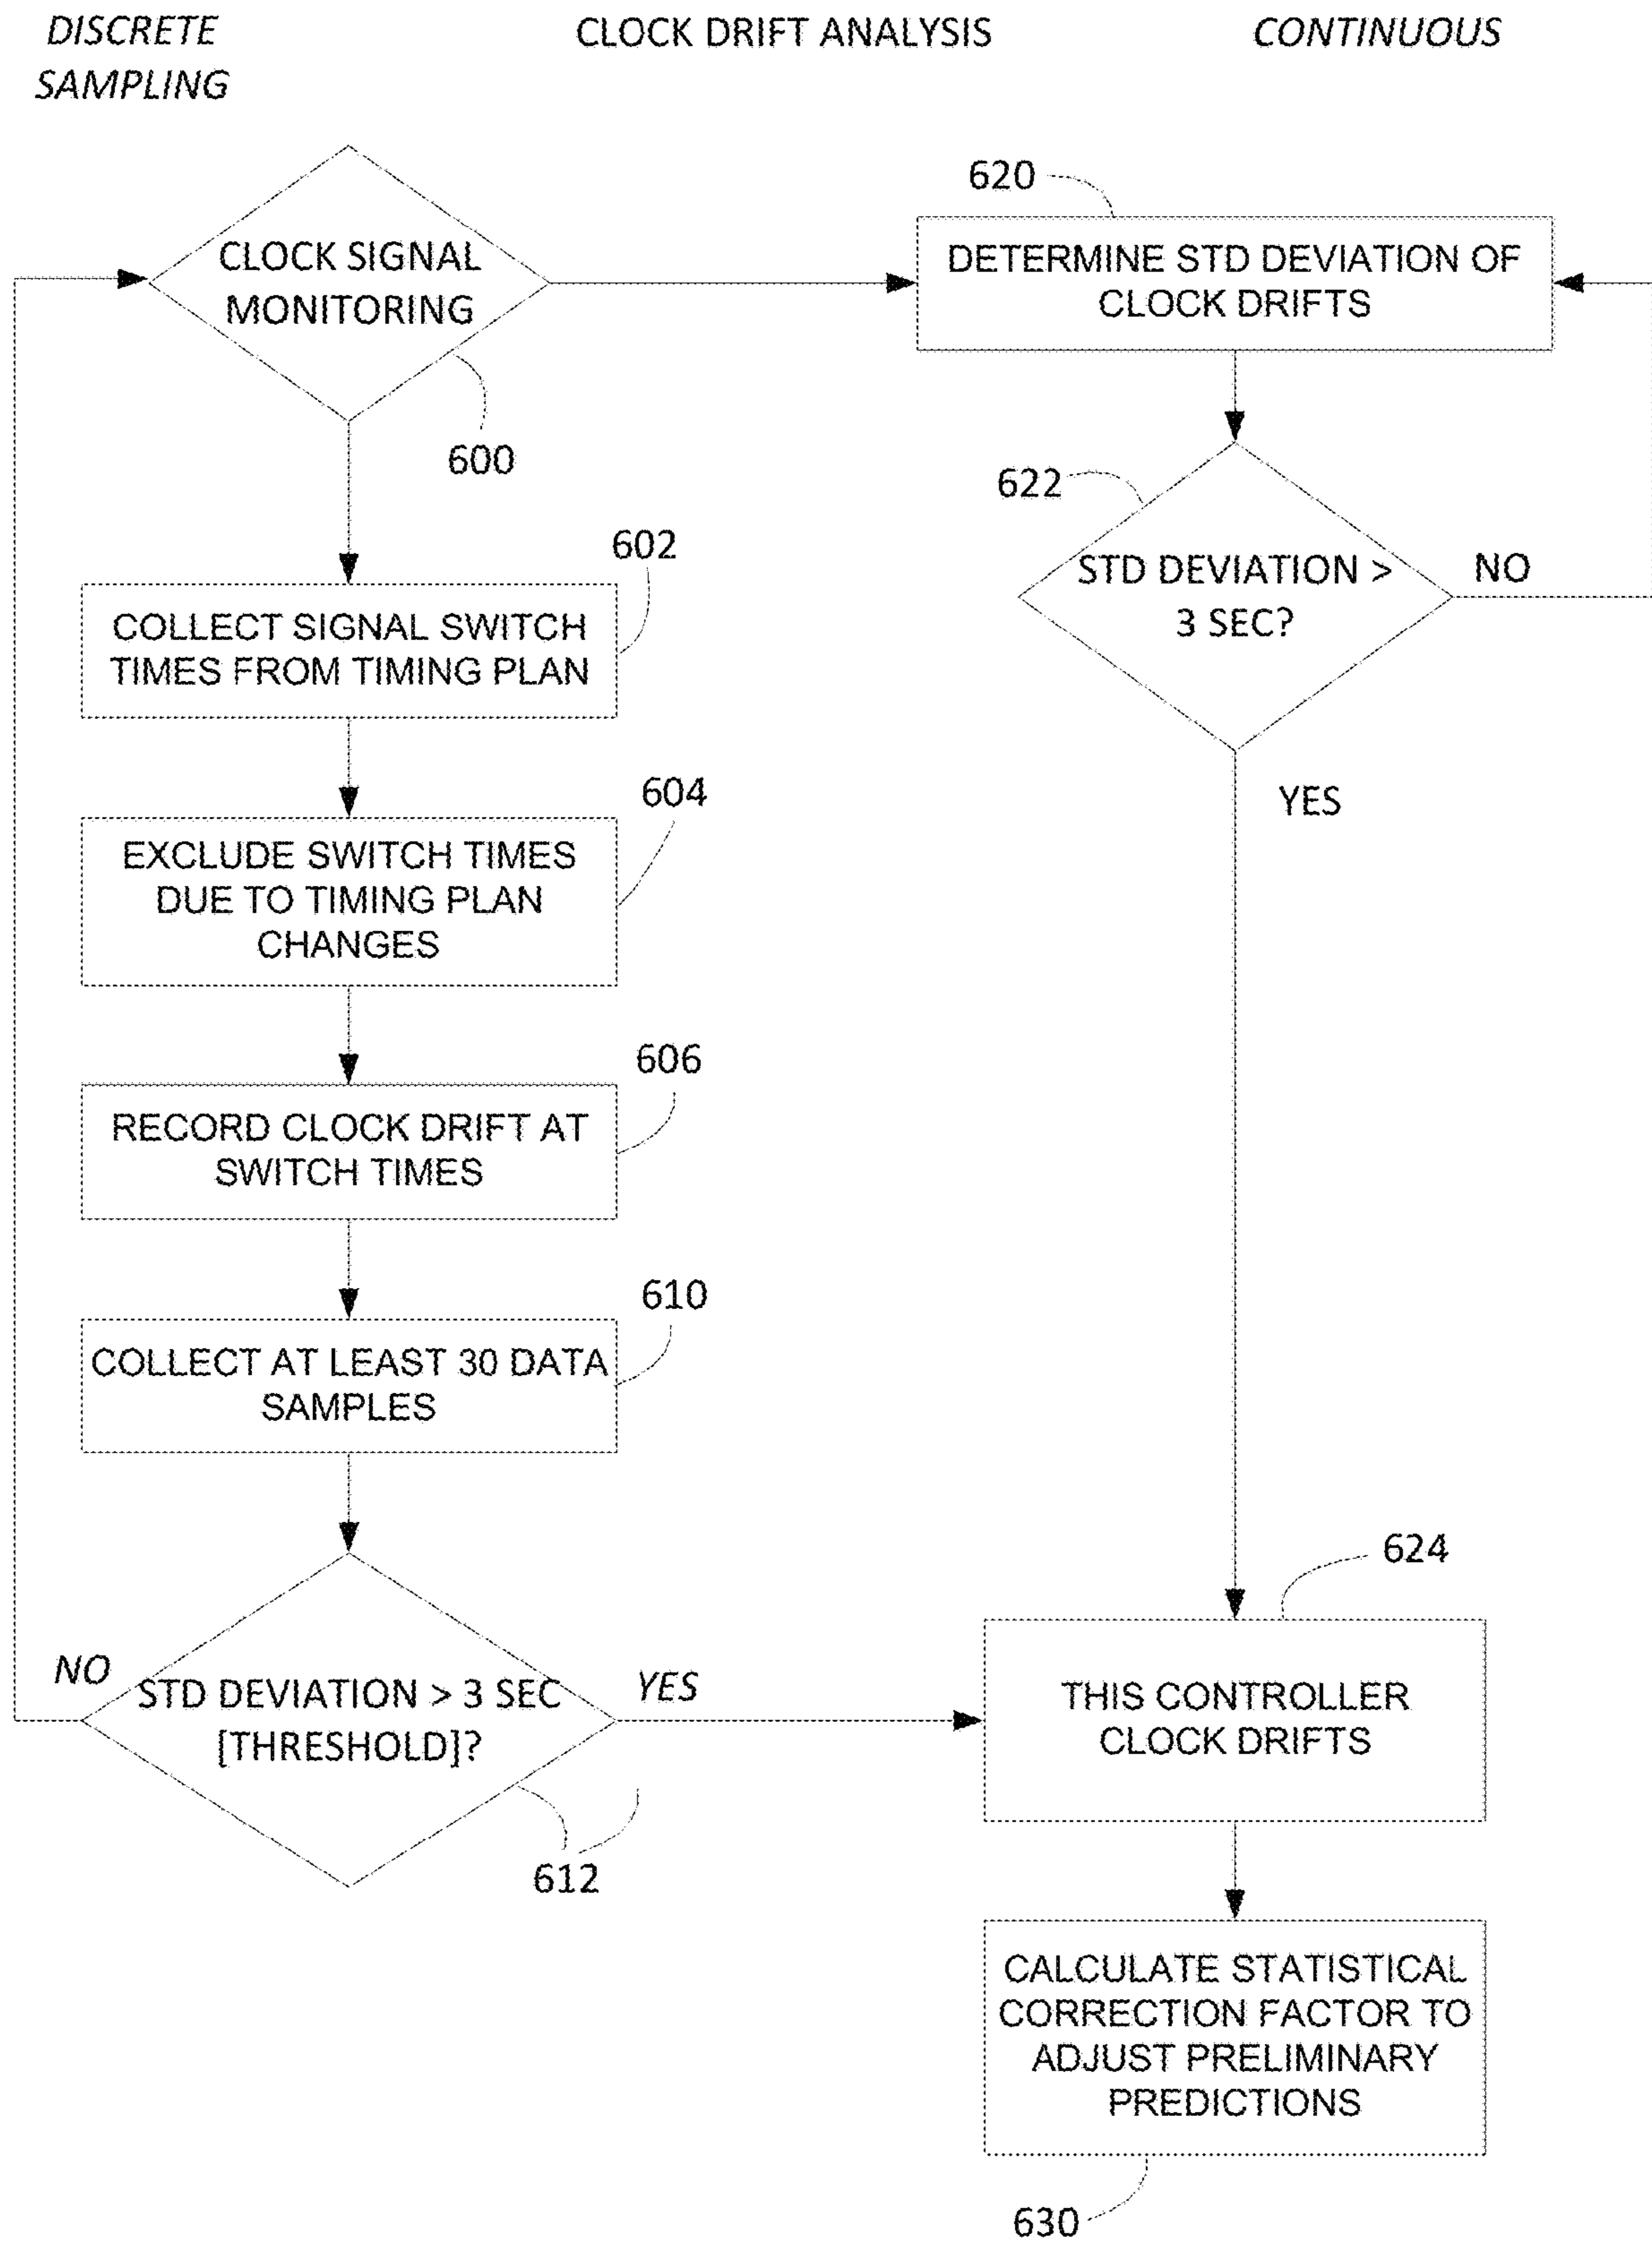 DISCRETE
SAMPLING
CLOCK DRIFT ANALYSIS
CONTINUOUS
CLOCK SIGNAL
MONITORING
600
620
DETERMINE STD DEVIATION OF
CLOCK DRIFTS
622
STD DEVIATION >
3 SEC?
NO
YES
602
COLLECT SIGNAL SWITCH
TIMES FROM TIMING PLAN
604
EXCLUDE SWITCH TIMES
DUE TO TIMING PLAN
CHANGES
606
RECORD CLOCK DRIFT AT
SWITCH TIMES
610
COLLECT AT LEAST 30 DATA
SAMPLES
NO
STD DEVIATION > 3 SEC
[THRESHOLD]?
YES
612
624
THIS CONTROLLER
CLOCK DRIFTS
CALCULATE STATISTICAL
CORRECTION FACTOR TO
ADJUST PRELIMINARY
PREDICTIONS
630